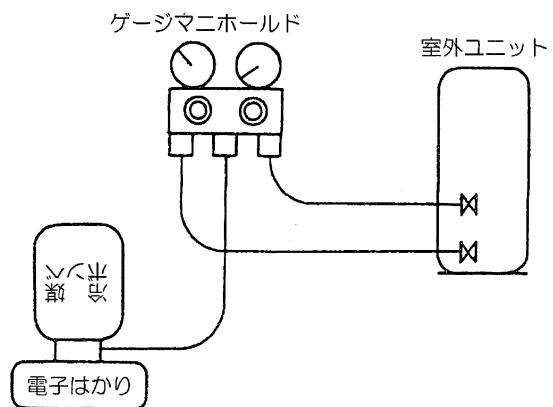 ゲージマニホールド
室外ユニット
冷媒
ボンベ
電子はかり